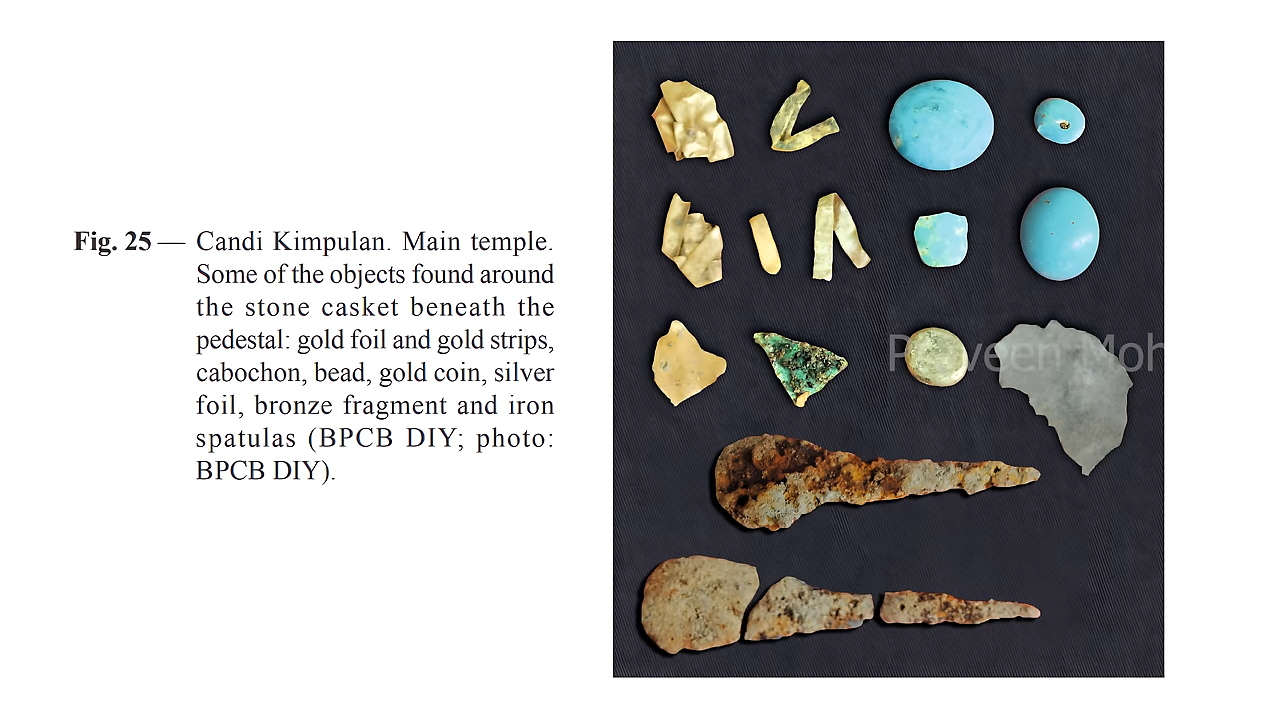 Fig. 25 — Candi Kimpulan. Main temple.
Some of the objects found around
the stone casket beneath the
pedestal: gold foil and gold strips,
cabochon, bead, gold coin, silver
foil, bronze fragment and iron
spatulas (BPCB DIY; photo:
BPCB DIY).
Praveen Moh